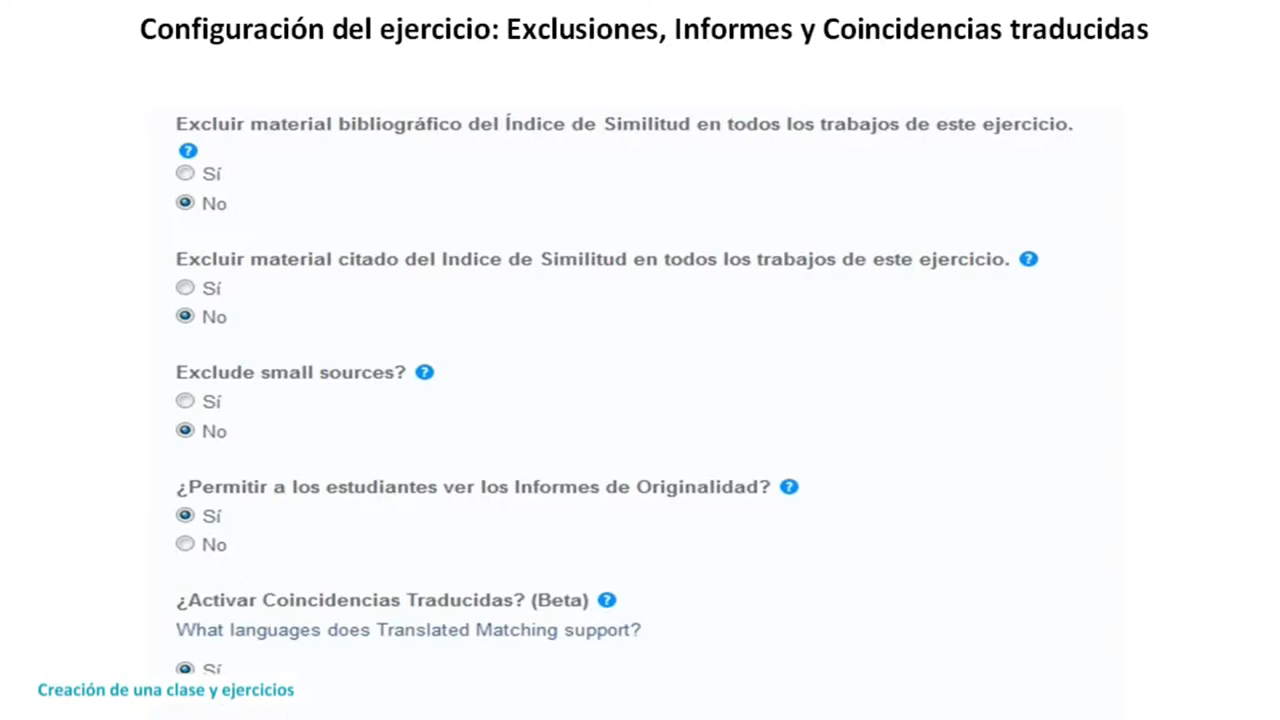 Configuración del ejercicio: Exclusiones, Informes y Coincidencias traducidas
Excluir material bibliográfico del Índice de Similitud en todos los trabajos de este ejercicio.
?
Sí
No
Excluir material citado del Indice de Similitud en todos los trabajos de este ejercicio. ?
Sí
No
Exclude small sources? ?
Sí
No
¿Permitir a los estudiantes ver los Informes de Originalidad? ?
Sí
No
¿Activar Coincidencias Traducidas? (Beta) ?
What languages does Translated Matching support?
Sí
Creación de una clase y ejercicios